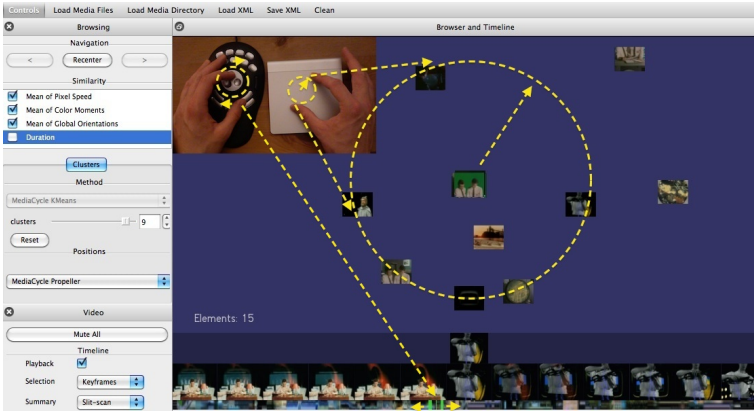 Controls Load Media Files Load Media Directory Load XML Save XML Clean
Browsing
Browser and Timeline
Navigation
< Recenter >
Similarity
Mean of Pixel Speed
Mean of Color Moments
Mean of Global Orientations
Duration
Clusters
Method
MediaCycle KMeans
clusters 9
Reset
Positions
MediaCycle Propeller
Elements: 15
Video
Mute All
Timeline
Playback
Selection Keyframes
Summary Slit-scan